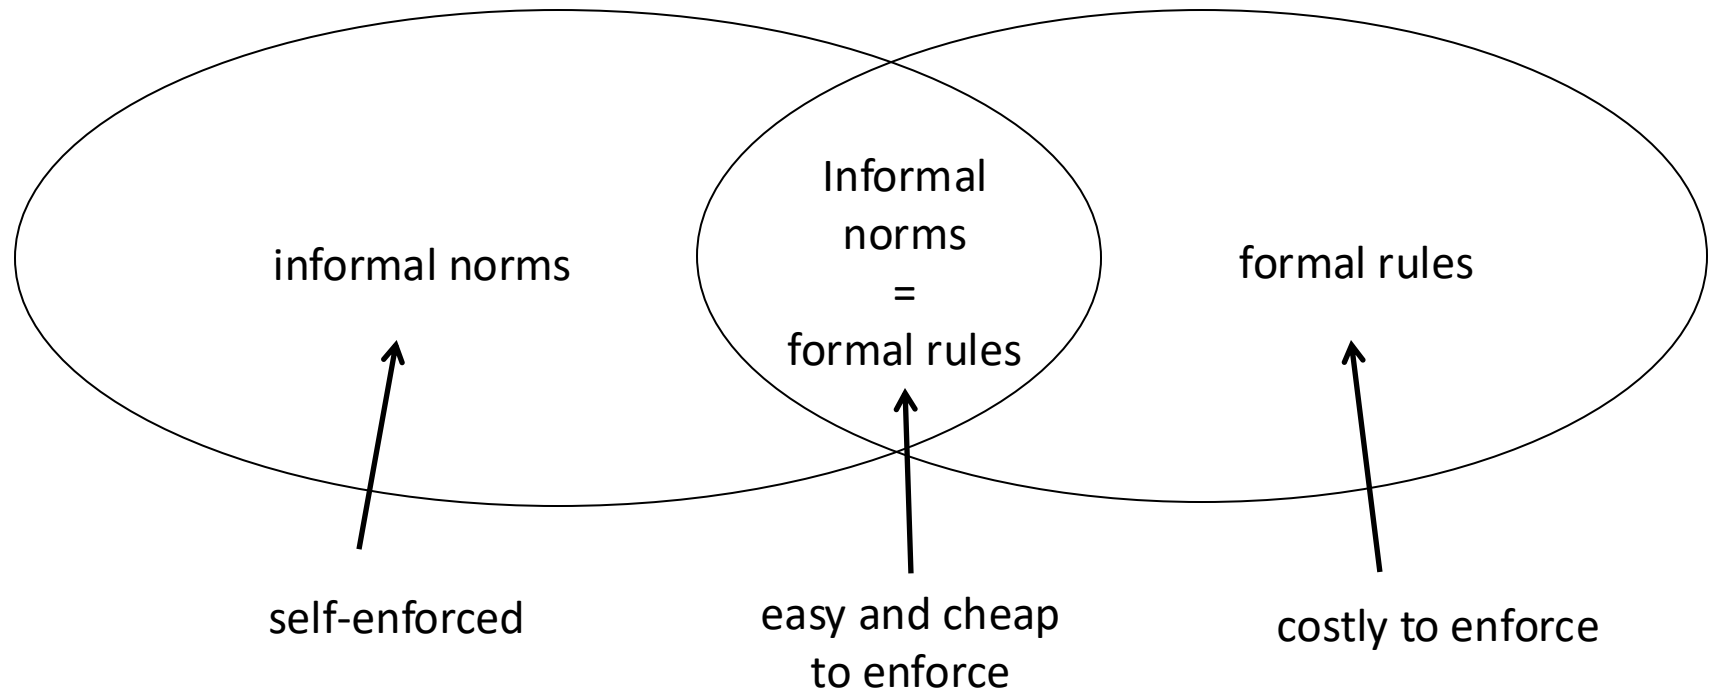 informal norms
Informal
norms
=
formal rules
formal rules
self-enforced
easy and cheap
to enforce
costly to enforce